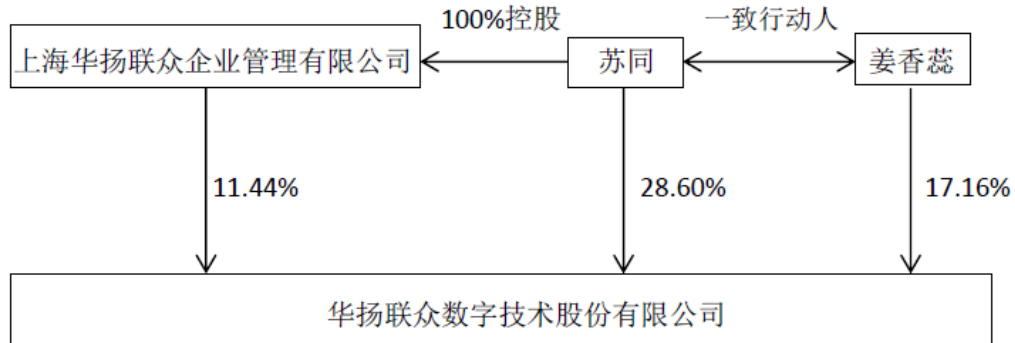 100%控股
一致行动人
上海华扬联众企业管理有限公司
苏同
姜香蕊
11.44%
28.60%
17.16%
华扬联众数字技术股份有限公司